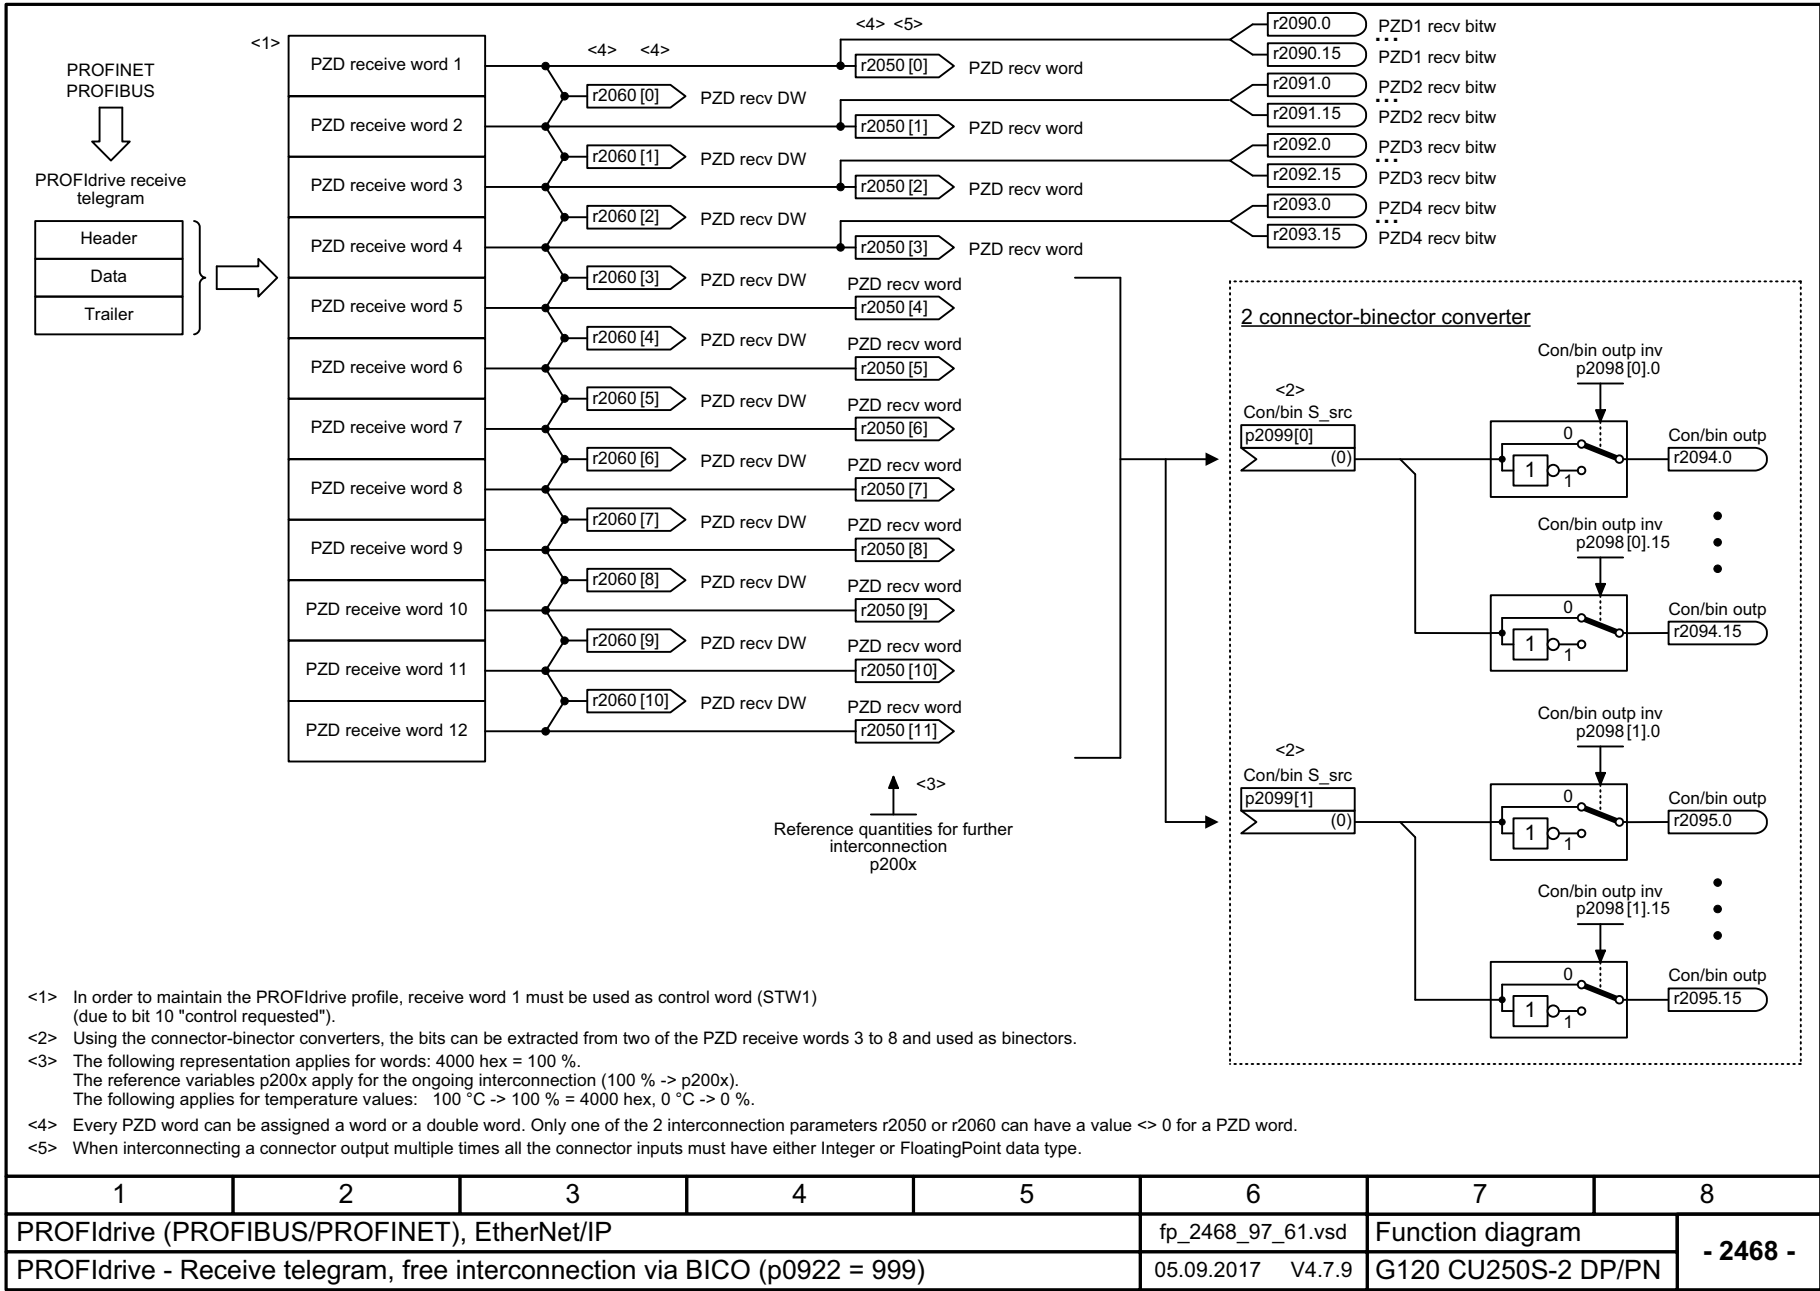 PROFINET
PROFIBUS
PROFIdrive receive
telegram
Header
Data
Trailer
<1>
PZD receive word 1
PZD receive word 2
PZD receive word 3
PZD receive word 4
PZD receive word 5
PZD receive word 6
PZD receive word 7
PZD receive word 8
PZD receive word 9
PZD receive word 10
PZD receive word 11
PZD receive word 12
<4> <4>
r2060 [0] PZD recv DW
r2060 [1] PZD recv DW
r2060 [2] PZD recv DW
r2060 [3] PZD recv DW
r2060 [4] PZD recv DW
r2060 [5] PZD recv DW
r2060 [6] PZD recv DW
r2060 [7] PZD recv DW
r2060 [8] PZD recv DW
r2060 [9] PZD recv DW
r2060 [10] PZD recv DW
<4> <5>
r2050 [0] PZD recv word
r2050 [1] PZD recv word
r2050 [2] PZD recv word
r2050 [3] PZD recv word
PZD recv word
r2050 [4]
PZD recv word
r2050 [5]
PZD recv word
r2050 [6]
PZD recv word
r2050 [7]
PZD recv word
r2050 [8]
PZD recv word
r2050 [9]
PZD recv word
r2050 [10]
PZD recv word
r2050 [11]
<3>
Reference quantities for further
interconnection
p200x
r2090.0 PZD1 recv bitw
...
r2090.15 PZD1 recv bitw
r2091.0 PZD2 recv bitw
...
r2091.15 PZD2 recv bitw
r2092.0 PZD3 recv bitw
...
r2092.15 PZD3 recv bitw
r2093.0 PZD4 recv bitw
...
r2093.15 PZD4 recv bitw
2 connector-binector converter
<2>
Con/bin S_src
p2099[0]
(0)
Con/bin outp inv
p2098 [0].0
0
1
1
Con/bin outp
r2094.0
Con/bin outp inv
p2098 [0].15
0
1
1
Con/bin outp
r2094.15
<2>
Con/bin S_src
p2099[1]
(0)
Con/bin outp inv
p2098 [1].0
0
1
1
Con/bin outp
r2095.0
Con/bin outp inv
p2098 [1].15
0
1
1
Con/bin outp
r2095.15
<1> In order to maintain the PROFIdrive profile, receive word 1 must be used as control word (STW1)
(due to bit 10 "control requested").
<2> Using the connector-binector converters, the bits can be extracted from two of the PZD receive words 3 to 8 and used as binectors.
<3> The following representation applies for words: 4000 hex = 100 %.
The reference variables p200x apply for the ongoing interconnection (100 % -> p200x).
The following applies for temperature values: 100 °C -> 100 % = 4000 hex, 0 °C -> 0 %.
<4> Every PZD word can be assigned a word or a double word. Only one of the 2 interconnection parameters r2050 or r2060 can have a value <> 0 for a PZD word.
<5> When interconnecting a connector output multiple times all the connector inputs must have either Integer or FloatingPoint data type.
1 2 3 4 5 6 7 8
PROFIdrive (PROFIBUS/PROFINET), EtherNet/IP
fp_2468_97_61.vsd
Function diagram
- 2468 -
PROFIdrive - Receive telegram, free interconnection via BICO (p0922 = 999)
05.09.2017 V4.7.9
G120 CU250S-2 DP/PN